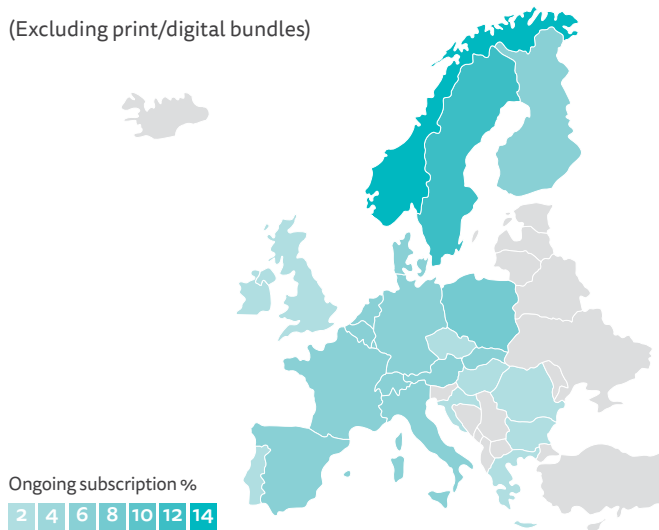 (Excluding print/digital bundles)
Ongoing subscription %
2 4 6 8 10 12 14